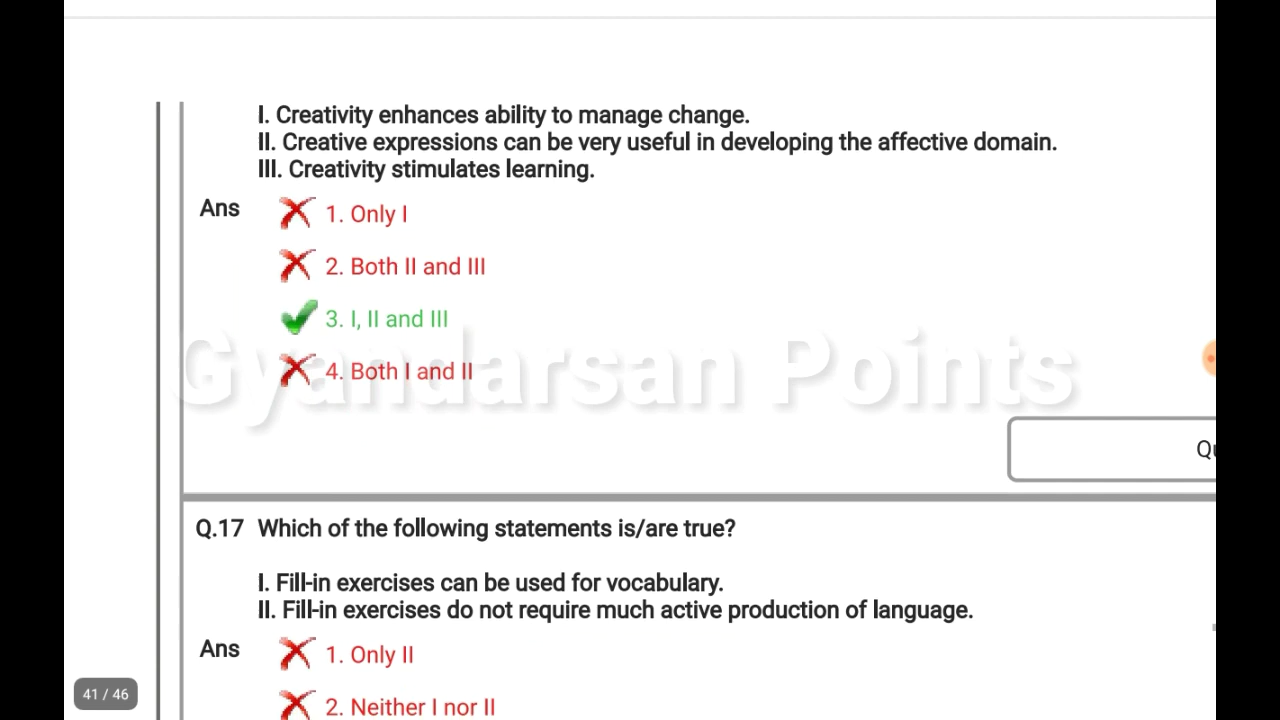 I. Creativity enhances ability to manage change.
II. Creative expressions can be very useful in developing the affective domain.
III. Creativity stimulates learning.
Ans
1. Only I
2. Both II and III
3. I, II and III
4. Both I and II
Gyandarsan Points
Q.17 Which of the following statements is/are true?
I. Fill-in exercises can be used for vocabulary.
II. Fill-in exercises do not require much active production of language.
Ans
1. Only II
2. Neither I nor II
41 / 46